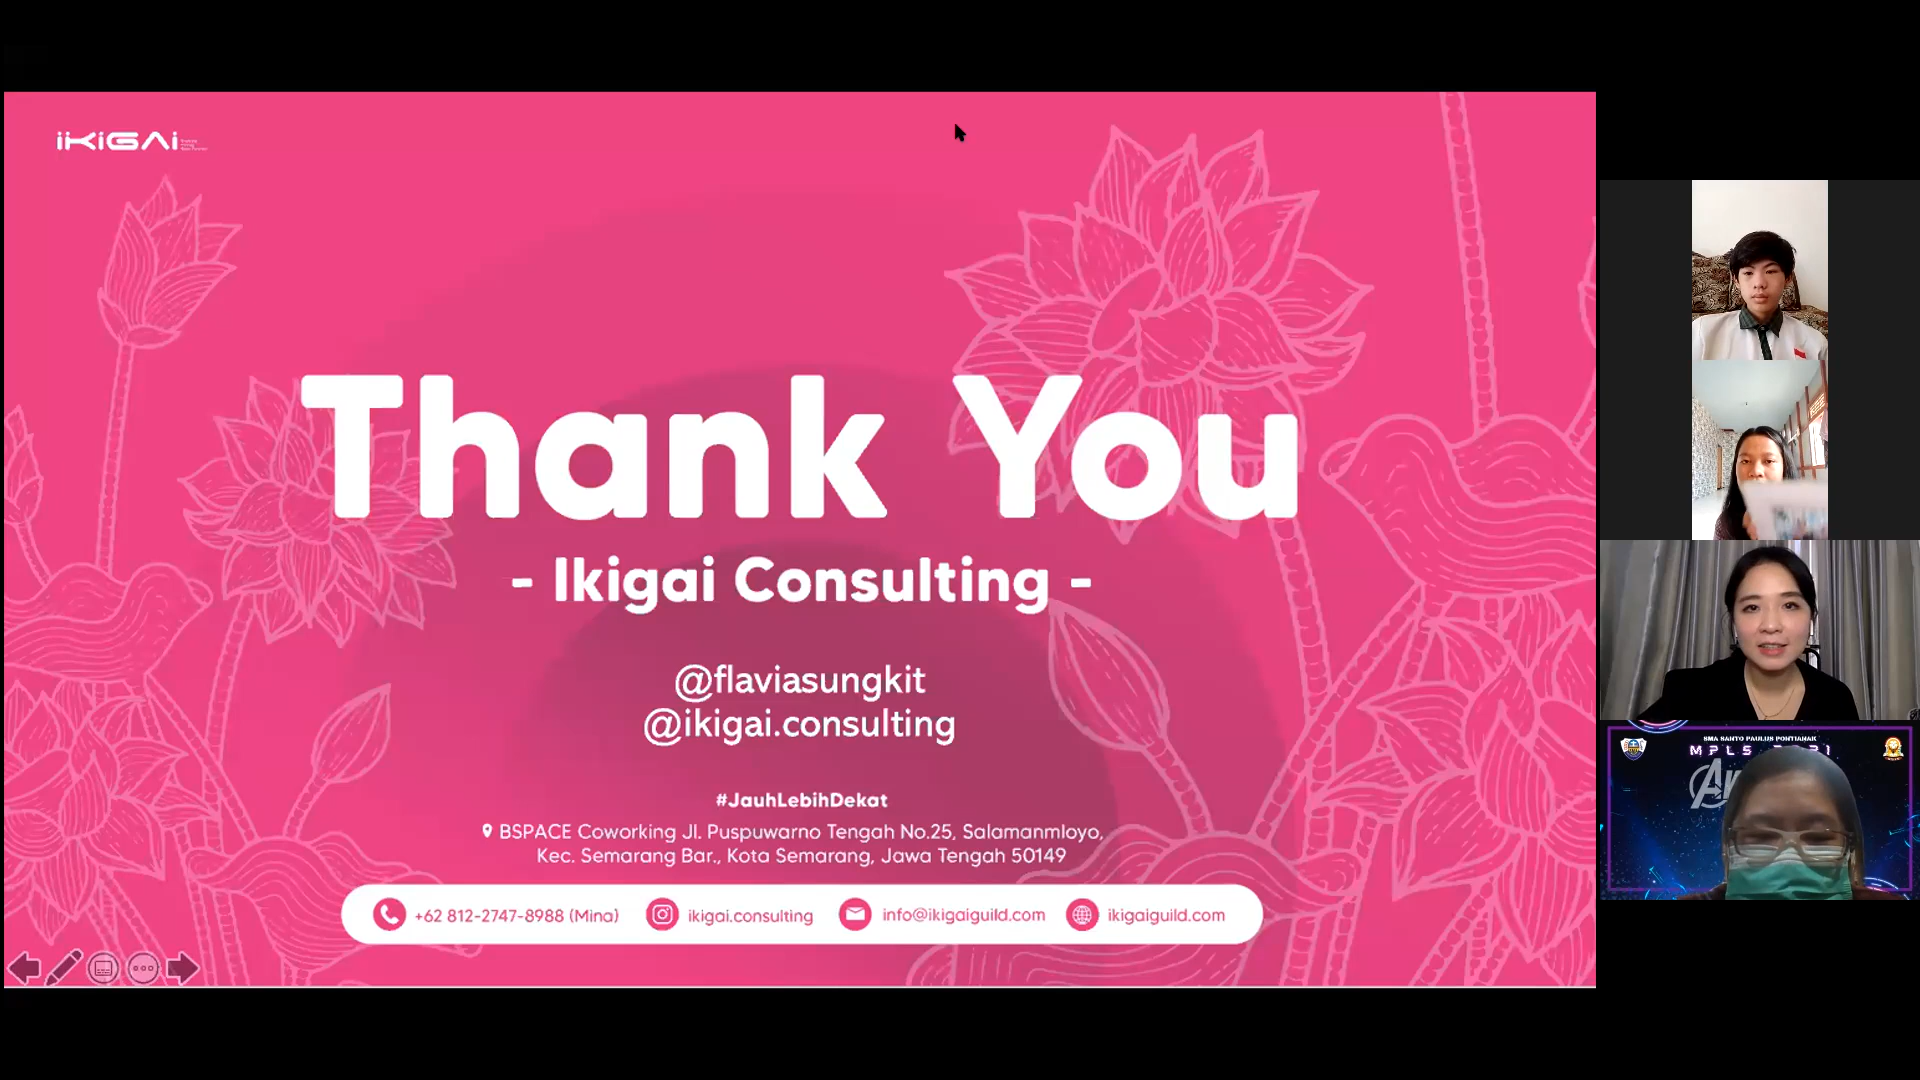 iKiGAi
Thank You
- Ikigai Consulting -
@flaviasungkit
@ikigai.consulting
#JauhLebihDekat
BSPACE Coworking Jl. Puspuwarno Tengah No.25, Salamanmloyo,
Kec. Semarang Bar., Kota Semarang, Jawa Tengah 50149
+62 812-2747-8988 (Mina)
ikigai.consulting
info@ikigaiguild.com
ikigaiguild.com
SMA SANTO PAULUS PONTIANAK
MPLS